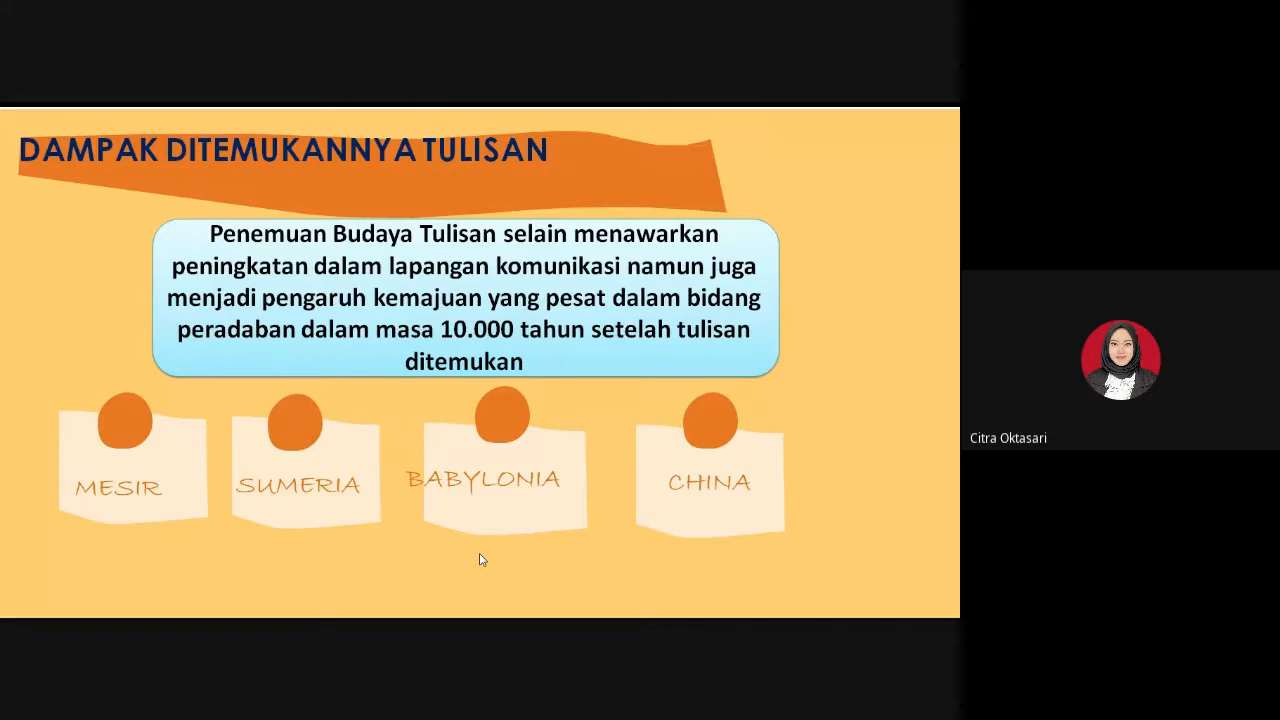 DAMPAK DITEMUKANNYA TULISAN
Penemuan Budaya Tulisan selain menawarkan
peningkatan dalam lapangan komunikasi namun juga
menjadi pengaruh kemajuan yang pesat dalam bidang
peradaban dalam masa 10.000 tahun setelah tulisan
ditemukan
MESIR
SUMERIA
BABYLONIA
CHINA
Citra Oktasari